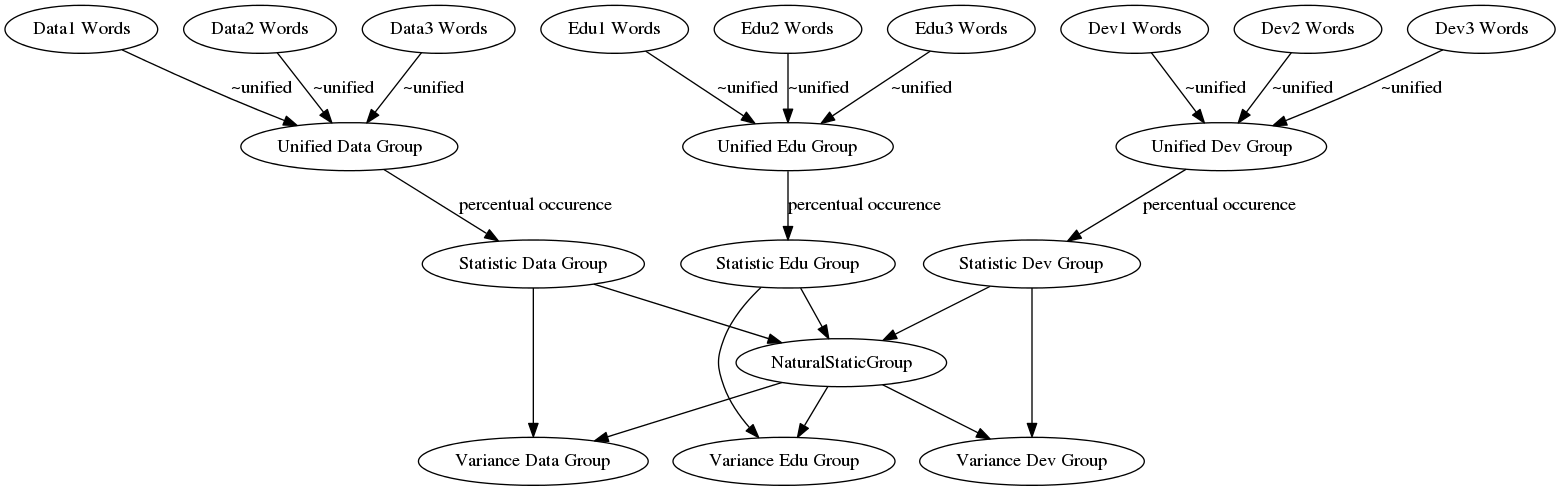 Data1 Words
Data2 Words
Data3 Words
Edu1 Words
Edu2 Words
Edu3 Words
Dev1 Words
Dev2 Words
Dev3 Words
~unified
~unified
~unified
~unified
~unified
~unified
~unified
~unified
~unified
Unified Data Group
Unified Edu Group
Unified Dev Group
percentual occurence
percentual occurence
percentual occurence
Statistic Data Group
Statistic Edu Group
Statistic Dev Group
NaturalStaticGroup
Variance Data Group
Variance Edu Group
Variance Dev Group